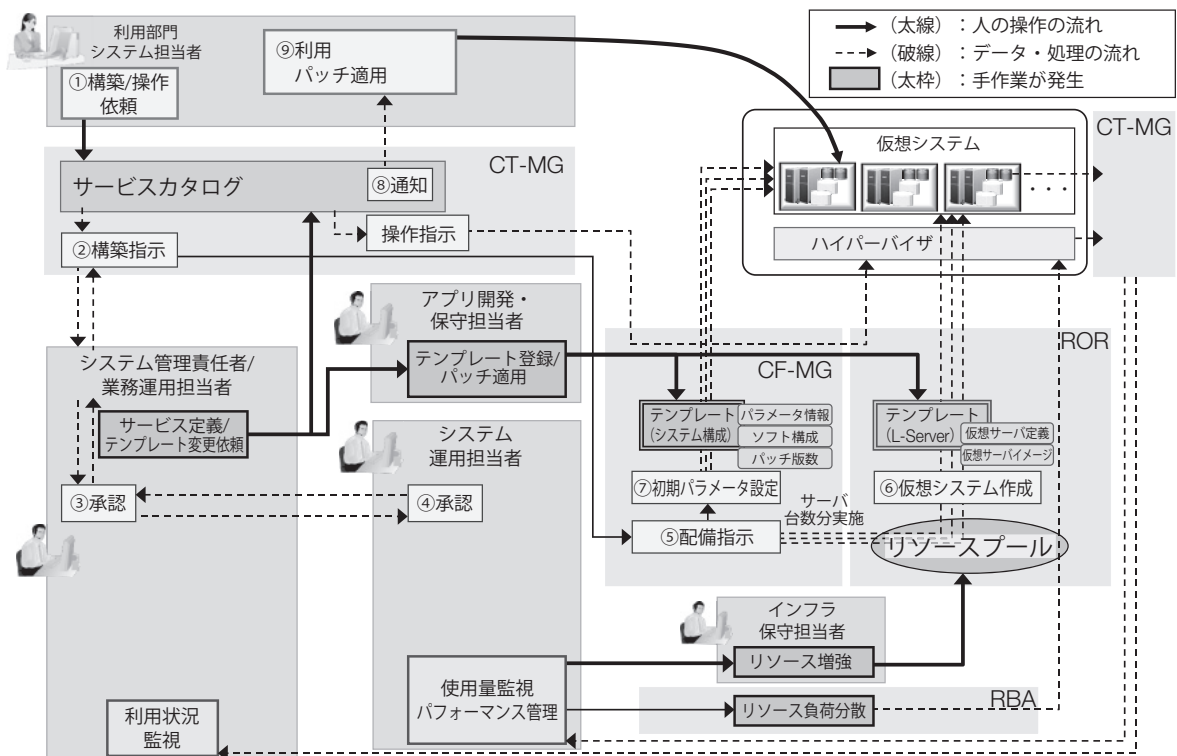 利用部門
システム担当者
①構築/操作
依頼
⑨利用
パッチ適用
(太線):人の操作の流れ
(破線):データ・処理の流れ
(太枠):手作業が発生
CT-MG
サービスカタログ
⑧通知
②構築指示
操作指示
仮想システム
・・・
ハイパーバイザ
CT-MG
アプリ開発・
保守担当者
テンプレート登録/
パッチ適用
システム管理責任者/
業務運用担当者
サービス定義/
テンプレート変更依頼
③承認
システム
運用担当者
④承認
CF-MG
テンプレート
(システム構成)
パラメータ情報
ソフト構成
パッチ版数
⑦初期パラメータ設定
⑤配備指示
サーバ
台数分実施
ROR
テンプレート
(L-Server)
仮想サーバ定義
仮想サーバイメージ
⑥仮想システム作成
リソースプール
インフラ
保守担当者
リソース増強
使用量監視
パフォーマンス管理
リソース負荷分散
RBA
利用状況
監視